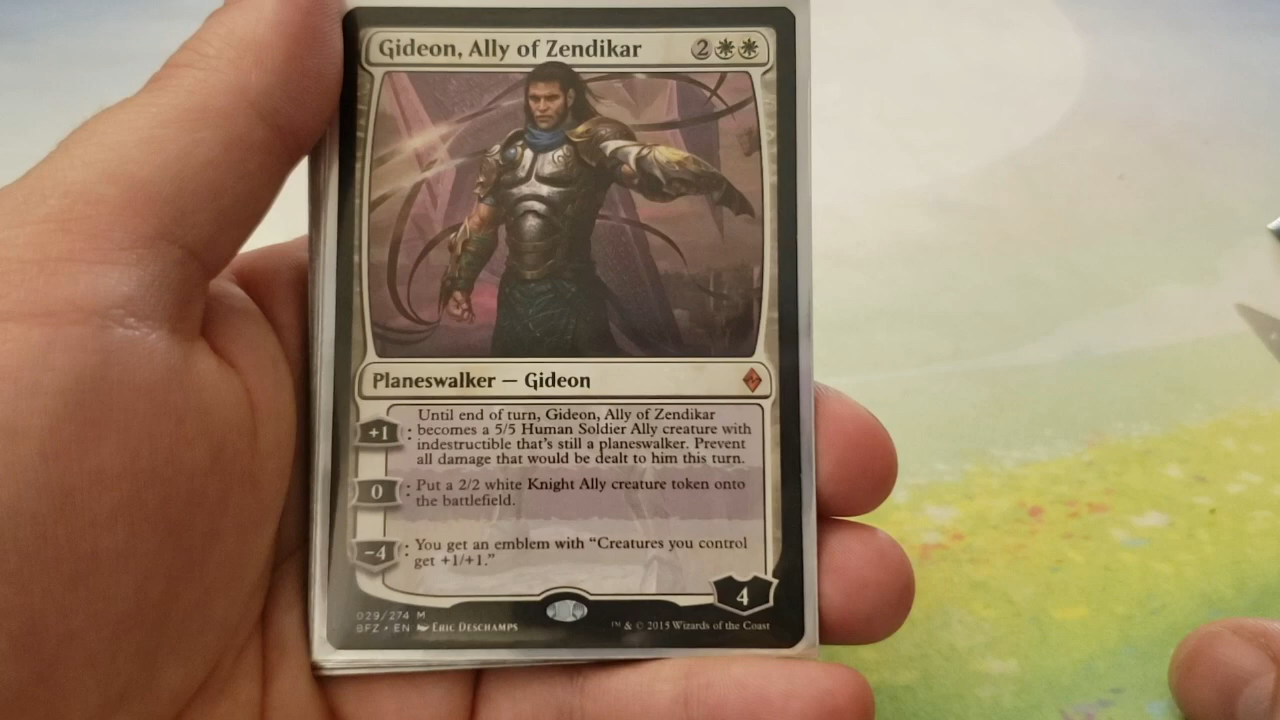 Gideon, Ally of Zendikar 2
Planeswalker — Gideon
Until end of turn, Gideon, Ally of Zendikar
+1 : becomes a 5/5 Human Soldier Ally creature with
indestructible that's still a planeswalker. Prevent
all damage that would be dealt to him this turn.
0 : Put a 2/2 white Knight Ally creature token onto
the battlefield.
−4 : You get an emblem with “Creatures you control
get +1/+1.”
4
029/274 M
BFZ • EN Eric Deschamps
™ & © 2015 Wizards of the Coast